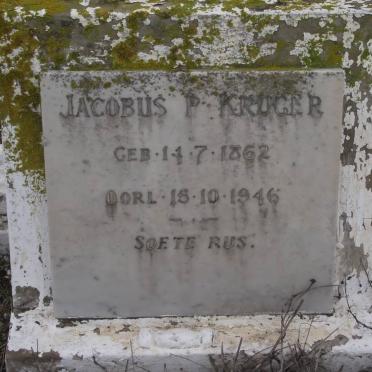 JACOBUS P. KRUGER
GEB. 14.7.1862
OORL. 18.10.1946
SOETE RUS.